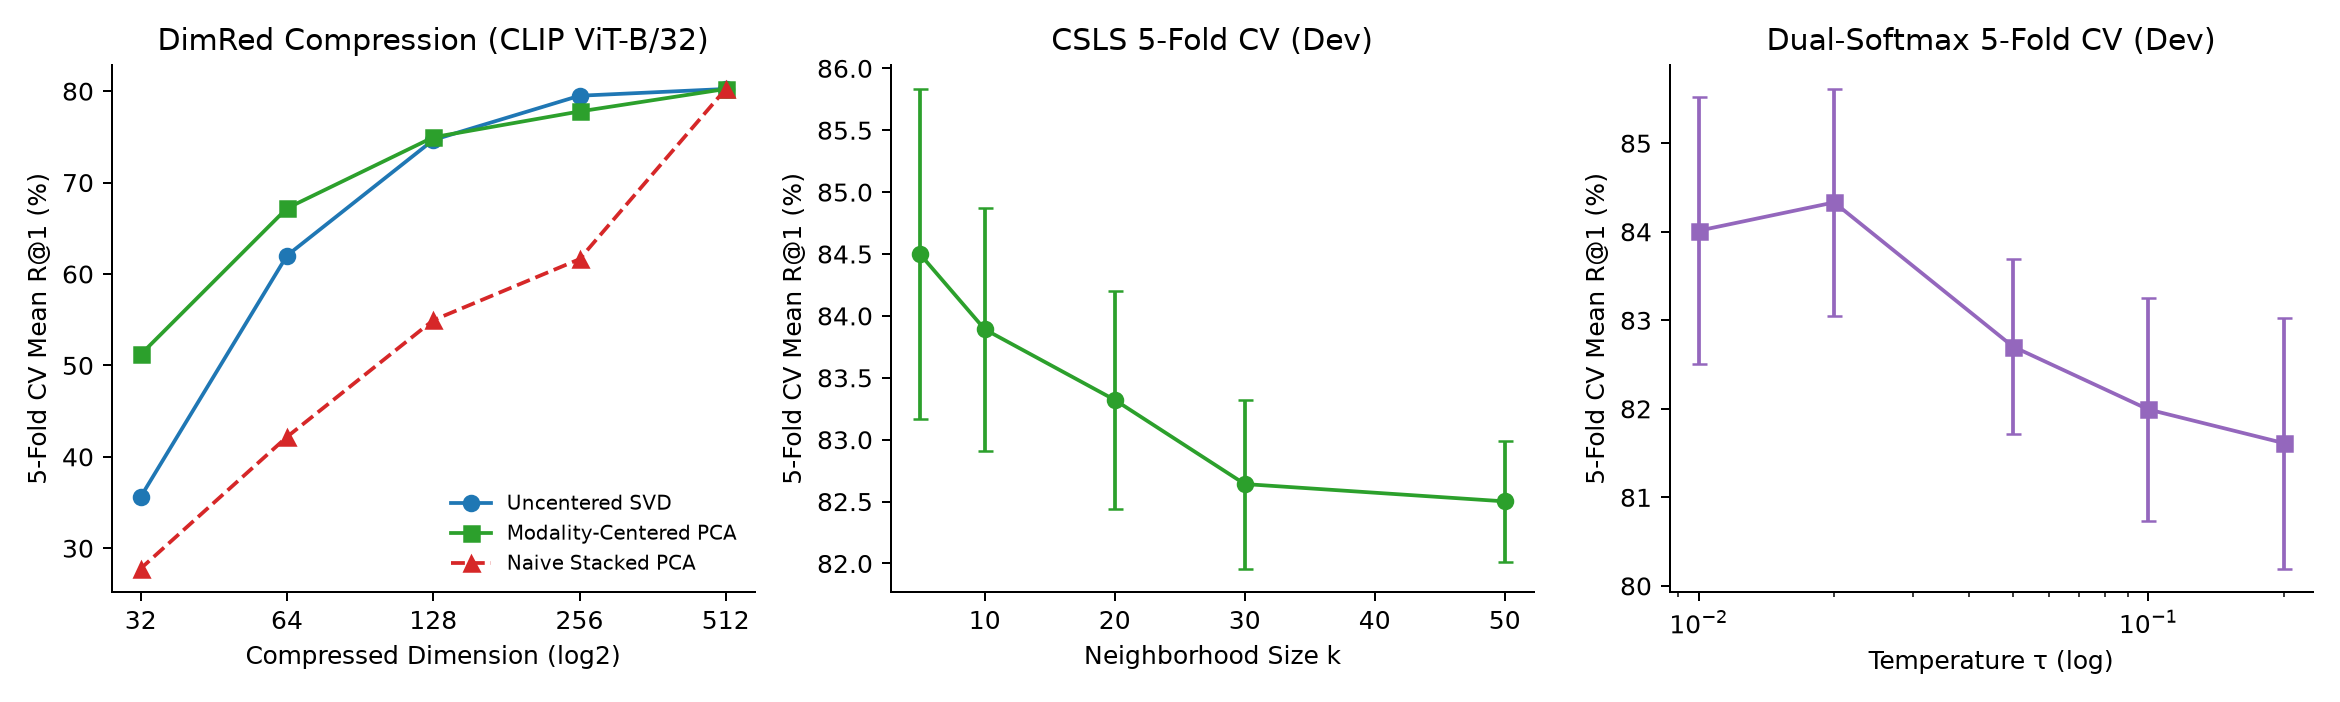 DimRed Compression (CLIP ViT-B/32)
5-Fold CV Mean R@1 (%)
80
70
60
50
40
30
Uncentered SVD
Modality-Centered PCA
Naive Stacked PCA
32 64 128 256 512
Compressed Dimension (log2)
CSLS 5-Fold CV (Dev)
5-Fold CV Mean R@1 (%)
86.0
85.5
85.0
84.5
84.0
83.5
83.0
82.5
82.0
10 20 30 40 50
Neighborhood Size k
Dual-Softmax 5-Fold CV (Dev)
5-Fold CV Mean R@1 (%)
85
84
83
82
81
80
10⁻² 10⁻¹
Temperature τ (log)